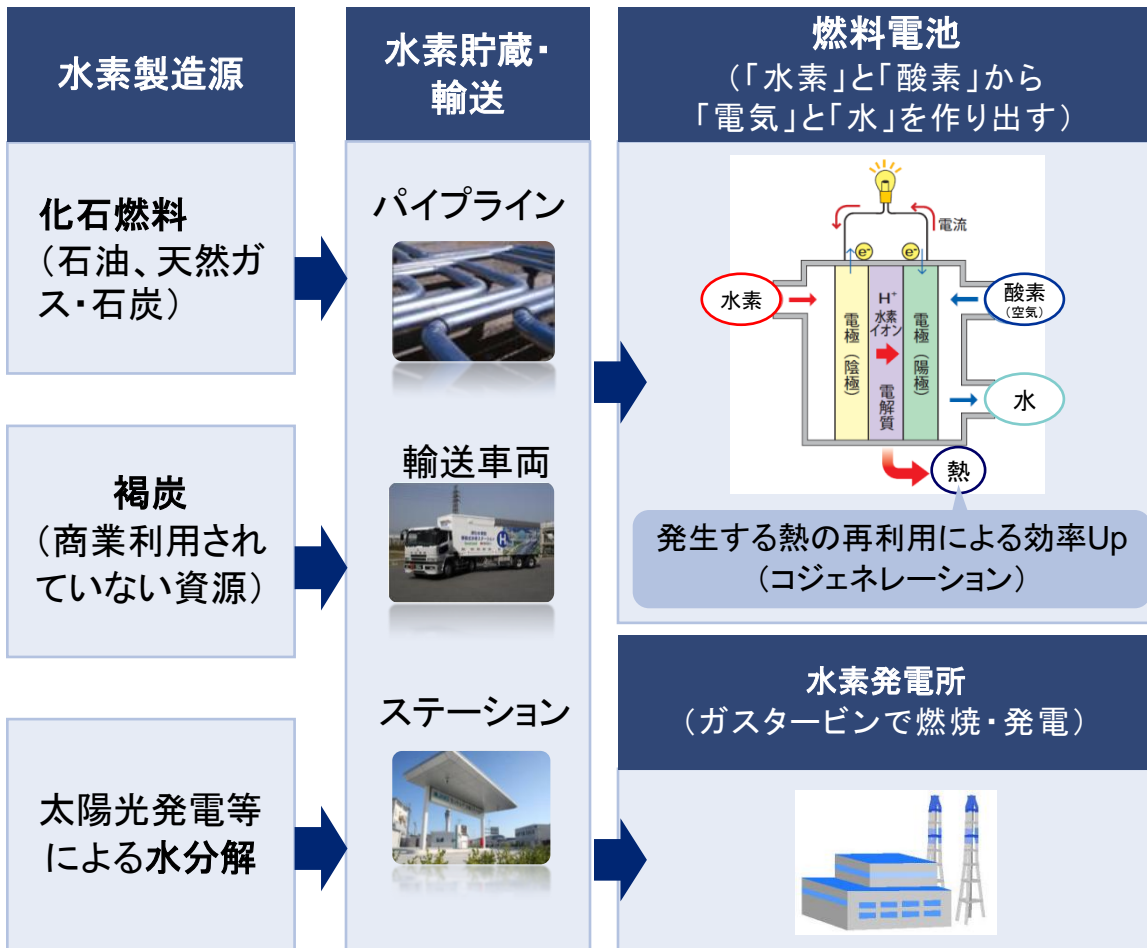 水素製造源
化石燃料
（石油、天然ガ
ス・石炭）
褐炭
（商業利用され
ていない資源）
太陽光発電等
による水分解
水素貯蔵・
輸送
パイプライン
輸送車両
ステーション
燃料電池
（「水素」と「酸素」から
「電気」と「水」を作り出す）
電流
e-
e-
水素
電極（陰極）
H+
水素
イオン
電解質
電極（陽極）
酸素
（空気）
水
熱
発生する熱の再利用による効率Up
（コジェネレーション）
水素発電所
（ガスタービンで燃焼・発電）